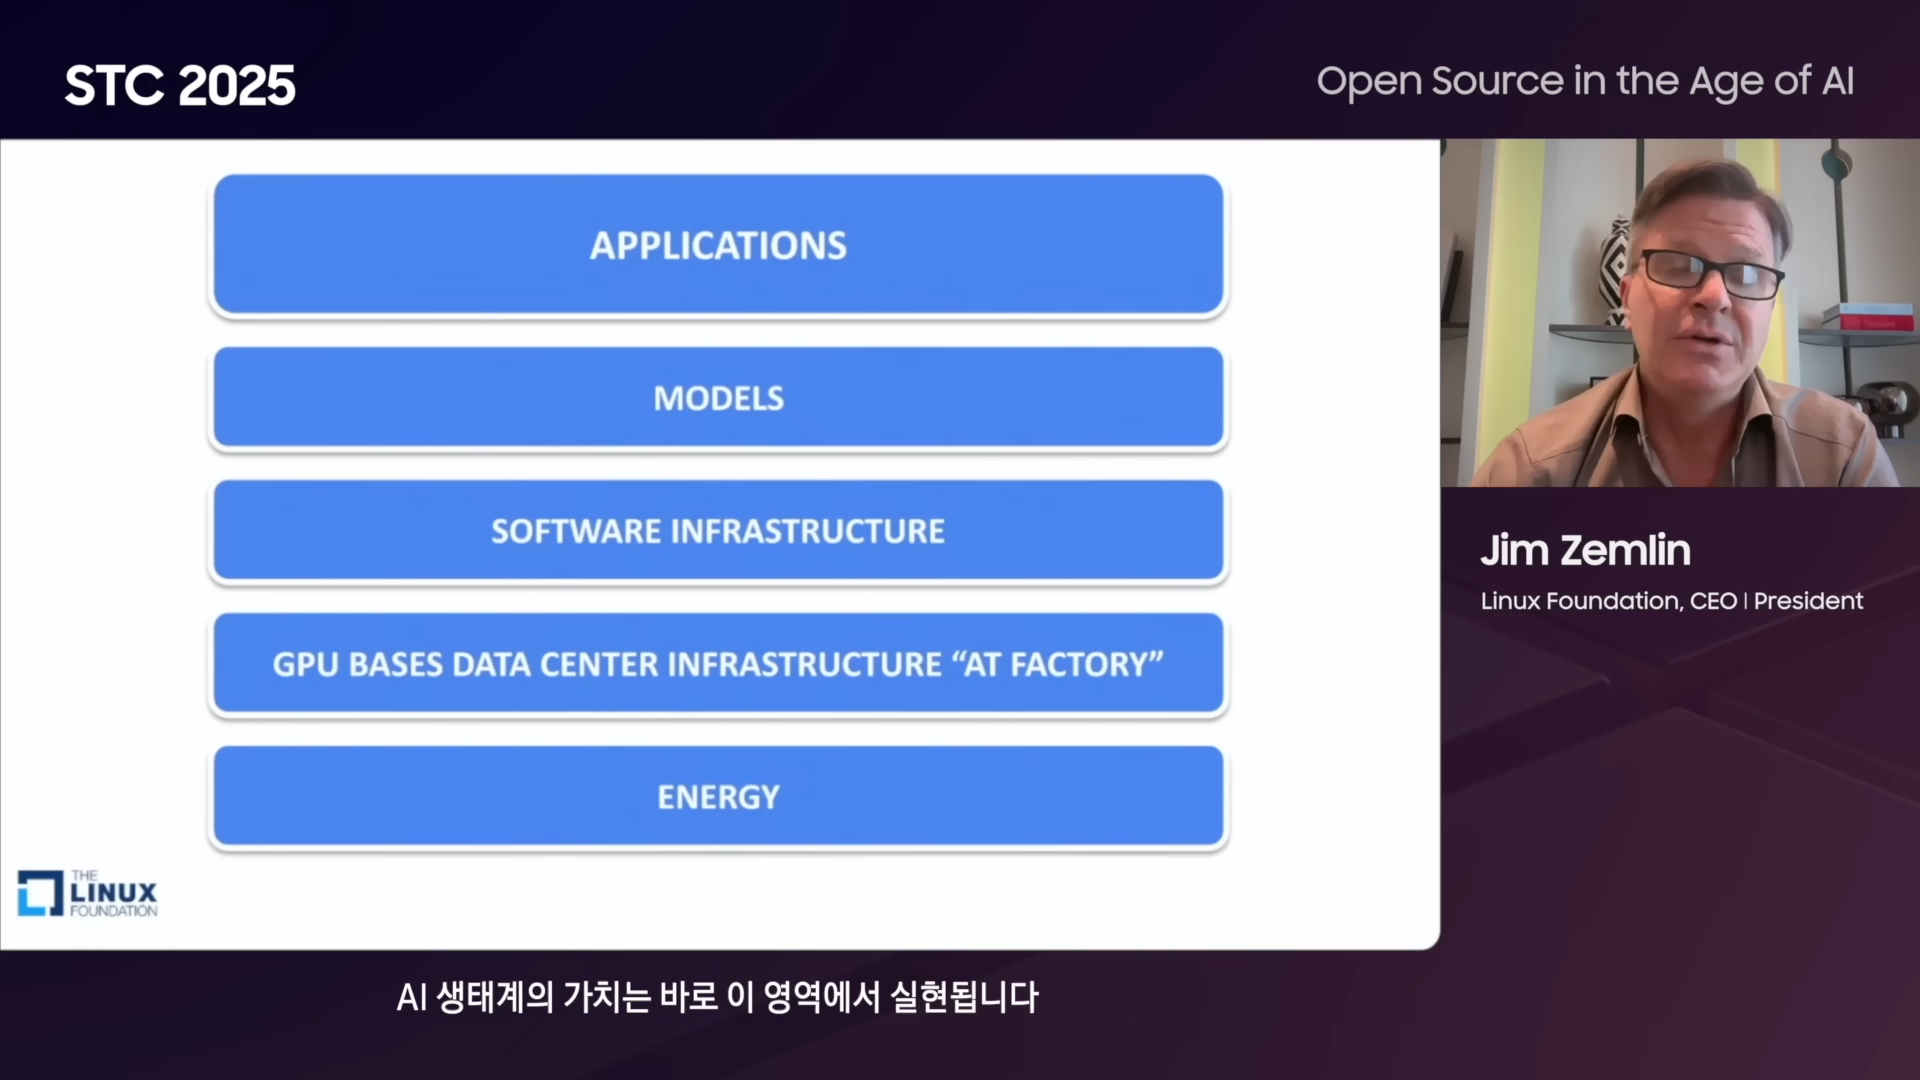 STC 2025
Open Source in the Age of AI
APPLICATIONS
MODELS
SOFTWARE INFRASTRUCTURE
GPU BASES DATA CENTER INFRASTRUCTURE “AT FACTORY”
ENERGY
THE
LINUX
FOUNDATION
Jim Zemlin
Linux Foundation, CEO | President
AI 생태계의 가치는 바로 이 영역에서 실현됩니다